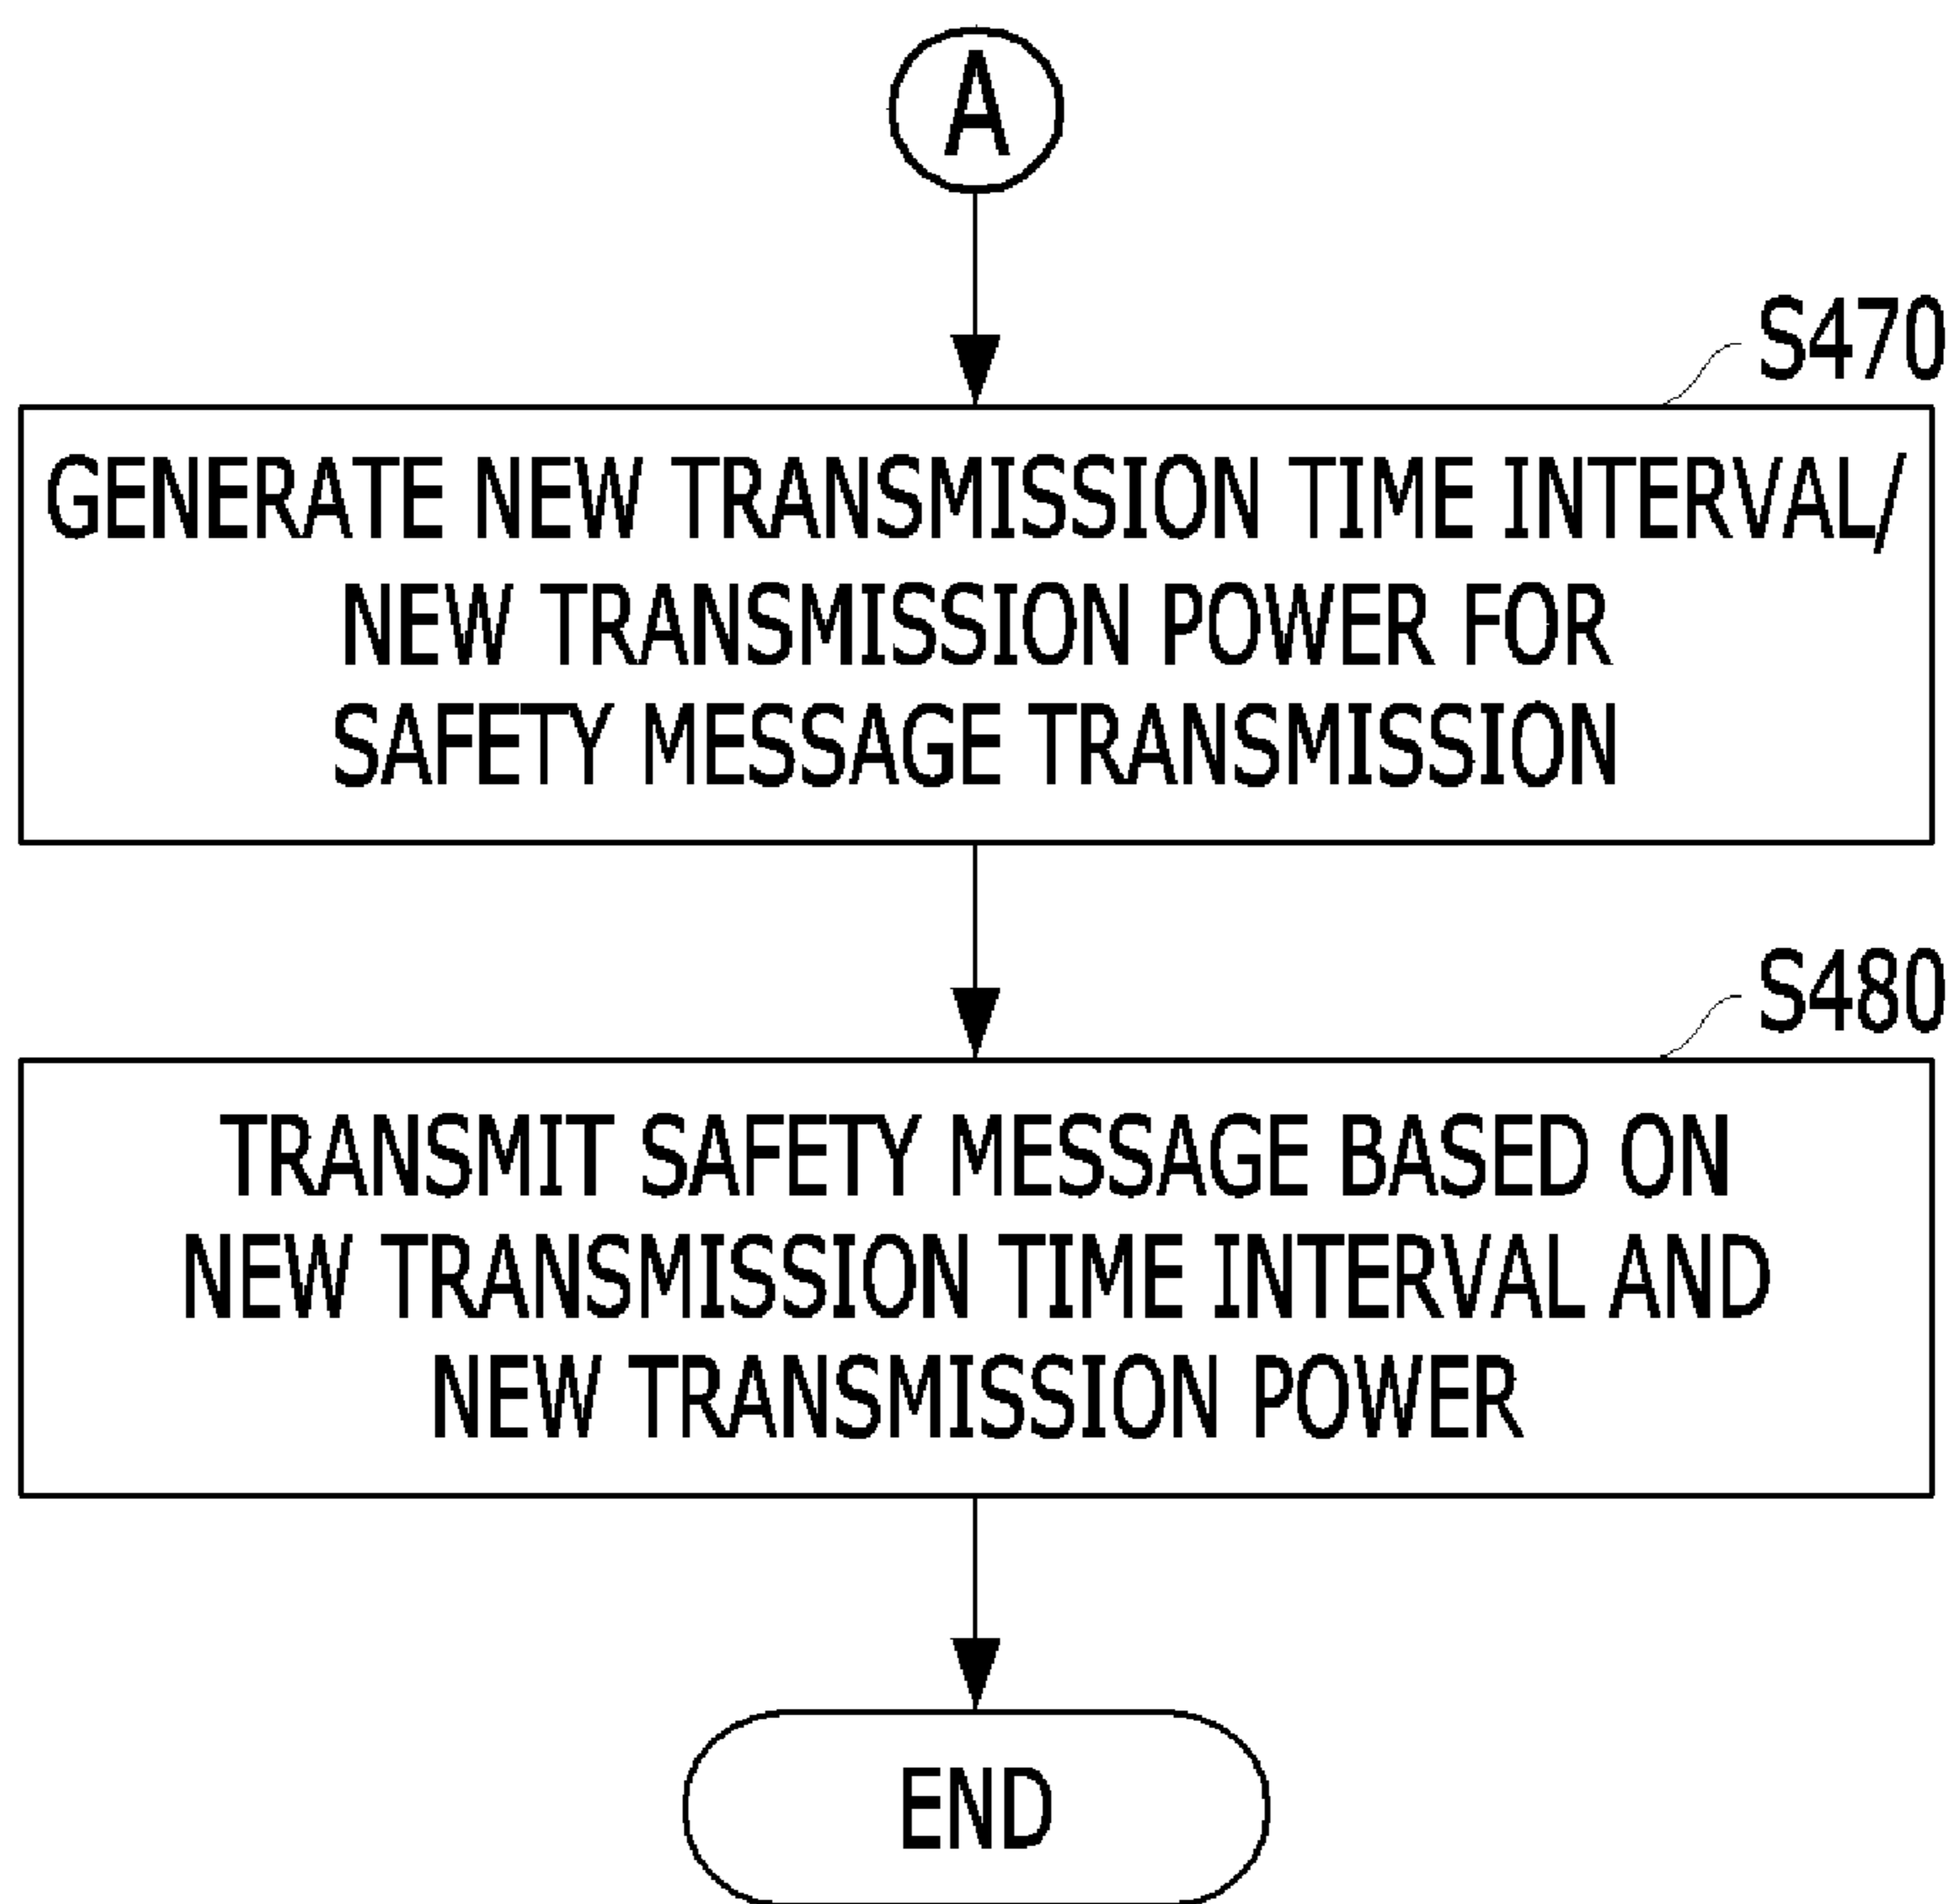 A
S470
GENERATE NEW TRANSMISSION TIME INTERVAL/
NEW TRANSMISSION POWER FOR
SAFETY MESSAGE TRANSMISSION
S480
TRANSMIT SAFETY MESSAGE BASED ON
NEW TRANSMISSION TIME INTERVAL AND
NEW TRANSMISSION POWER
END